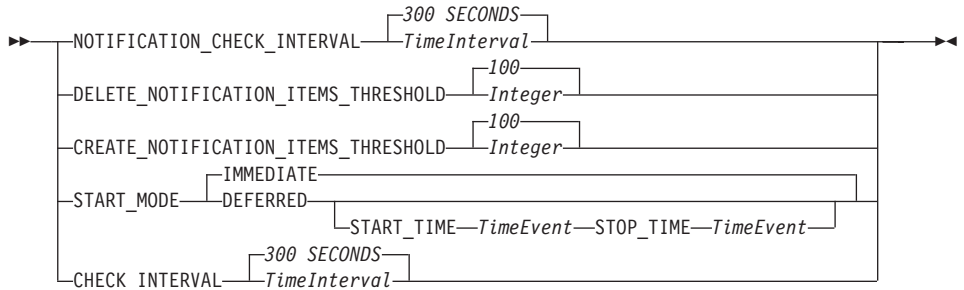 300 SECONDS
NOTIFICATION_CHECK_INTERVAL TimeInterval
100
DELETE_NOTIFICATION_ITEMS_THRESHOLD Integer
100
CREATE_NOTIFICATION_ITEMS_THRESHOLD Integer
IMMEDIATE
START_MODE DEFERRED
START_TIME TimeEvent STOP_TIME TimeEvent
300 SECONDS
CHECK INTERVAL TimeInterval